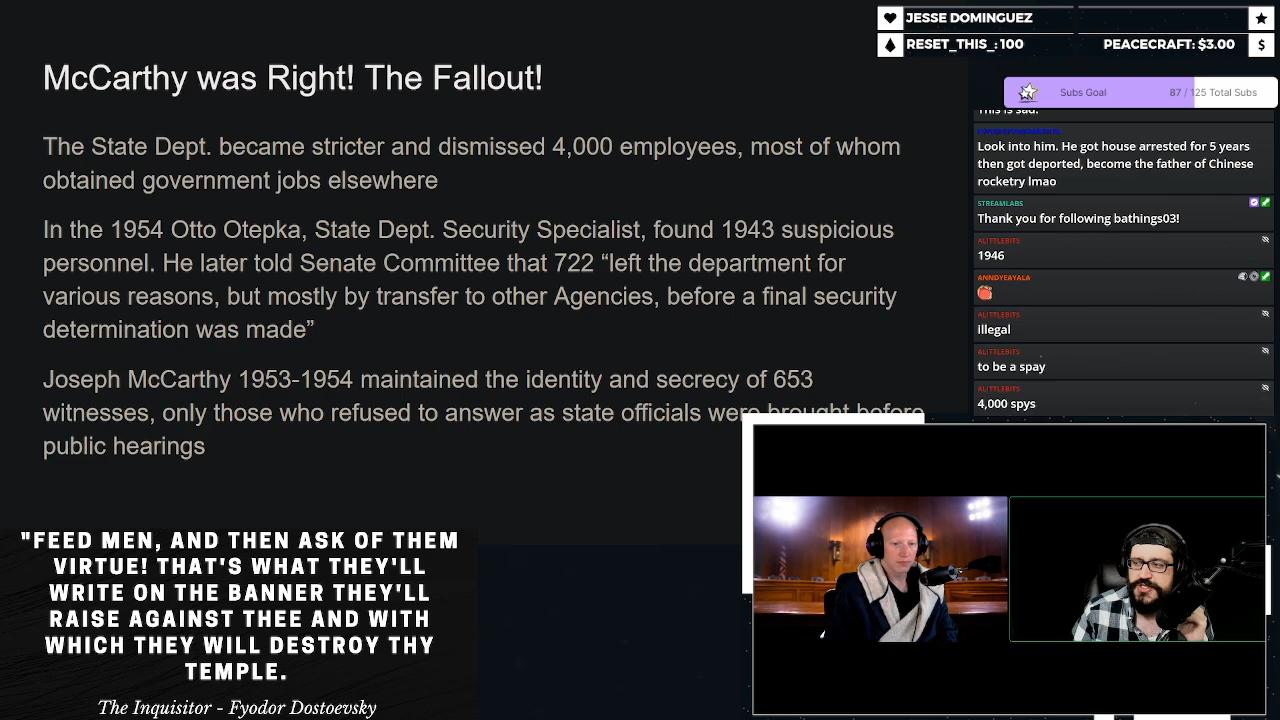 McCarthy was Right! The Fallout!
The State Dept. became stricter and dismissed 4,000 employees, most of whom
obtained government jobs elsewhere
In the 1954 Otto Otepka, State Dept. Security Specialist, found 1943 suspicious
personnel. He later told Senate Committee that 722 “left the department for
various reasons, but mostly by transfer to other Agencies, before a final security
determination was made”
Joseph McCarthy 1953-1954 maintained the identity and secrecy of 653
witnesses, only those who refused to answer as state officials were brought before
public hearings
"FEED MEN, AND THEN ASK OF THEM
VIRTUE! THAT'S WHAT THEY'LL
WRITE ON THE BANNER THEY'LL
RAISE AGAINST THEE AND WITH
WHICH THEY WILL DESTROY THY
TEMPLE.
The Inquisitor - Fyodor Dostoevsky
JESSE DOMINGUEZ
RESET_THIS_: 100
PEACECRAFT: $3.00
$
Subs Goal
87 / 125 Total Subs
This is sad.
Look into him. He got house arrested for 5 years
then got deported, become the father of Chinese
rocketry lmao
STREAMLABS
Thank you for following bathings03!
ALITTLEBITS
1946
ANNDYEAYALA
ALITTLEBITS
illegal
ALITTLEBITS
to be a spay
ALITTLEBITS
4,000 spys